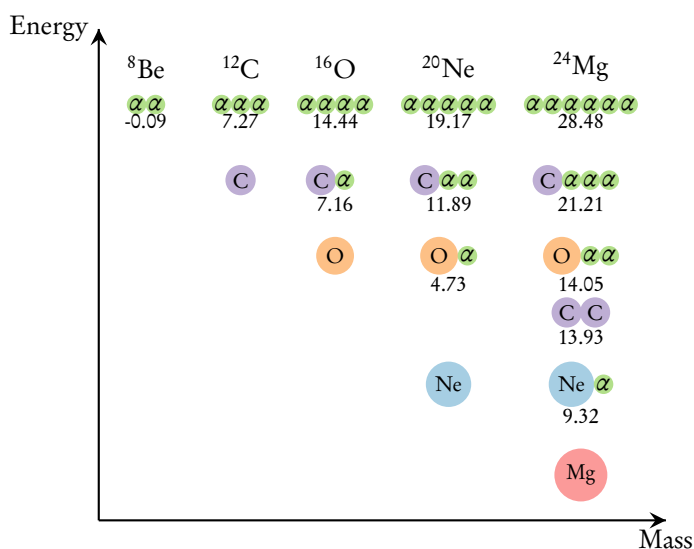 Energy
⁸Be ¹²C ¹⁶O ²⁰Ne ²⁴Mg
αα ααα αααα ααααα αααααα
-0.09 7.27 14.44 19.17 28.48
C Cα Cαα Cααα
7.16 11.89 21.21
O Oα Oαα
4.73 14.05
CC
13.93
Ne Neα
9.32
Mg
Mass